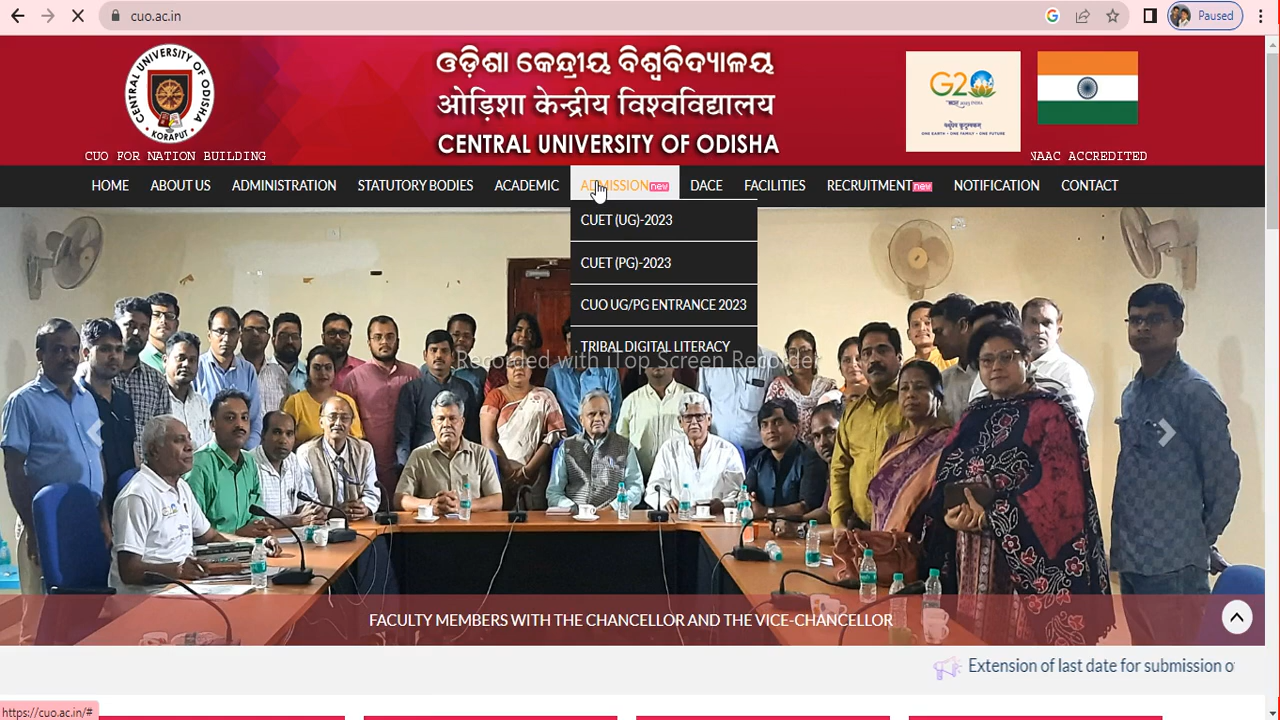 cuo.ac.in
Paused
CENTRAL UNIVERSITY OF ODISHA
KORAPUT
ଓଡ଼ିଶା କେନ୍ଦ୍ରୀୟ ବିଶ୍ୱବିଦ୍ୟାଳୟ
ओड़िशा केन्द्रीय विश्वविद्यालय
CENTRAL UNIVERSITY OF ODISHA
G20
वसुधैव कुटुम्बकम्
ONE EARTH • ONE FAMILY • ONE FUTURE
CUO FOR NATION BUILDING
NAAC ACCREDITED
HOME ABOUT US ADMINISTRATION STATUTORY BODIES ACADEMIC ADMISSION new DACE FACILITIES RECRUITMENT new NOTIFICATION CONTACT
CUET (UG)-2023
CUET (PG)-2023
CUO UG/PG ENTRANCE 2023
TRIBAL DIGITAL LITERACY
Recorded with iTop Screen Recorder
FACULTY MEMBERS WITH THE CHANCELLOR AND THE VICE-CHANCELLOR
Extension of last date for submission o
https://cuo.ac.in/#